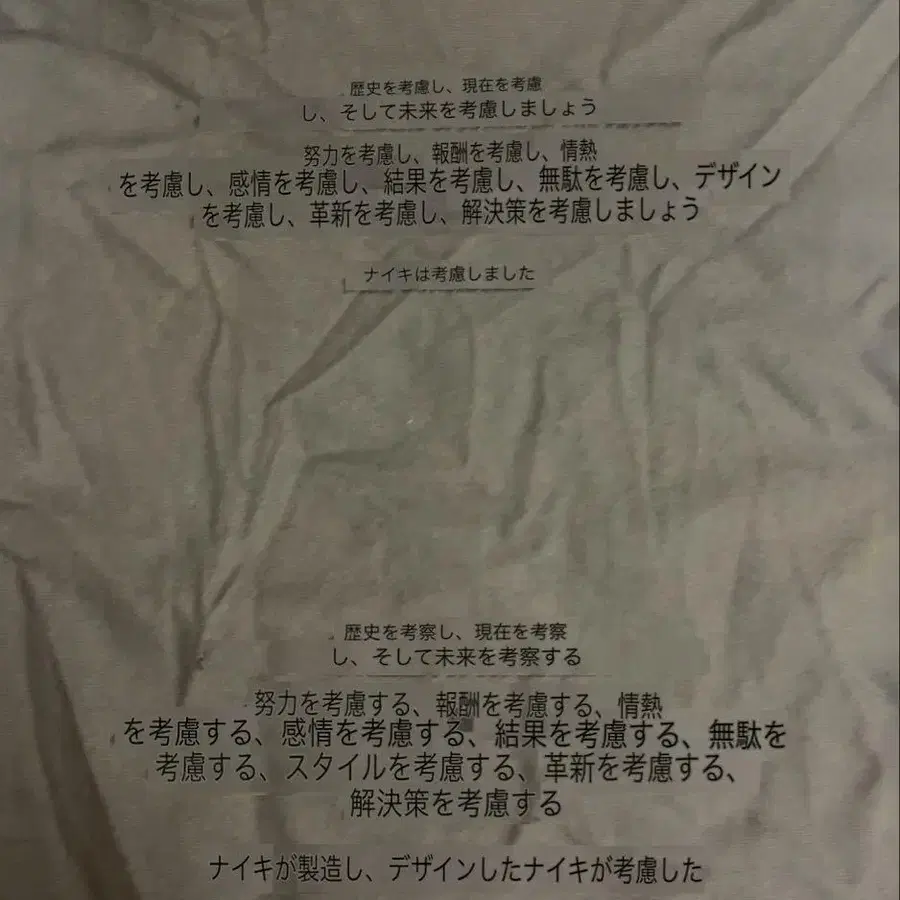 歴史を考慮し、現在を考慮
し、そして未来を考慮しましょう
努力を考慮し、報酬を考慮し、情熱
を考慮し、感情を考慮し、結果を考慮し、無駄を考慮し、デザイン
を考慮し、革新を考慮し、解決策を考慮しましょう
ナイキは考慮しました
歴史を考察し、現在を考察
し、そして未来を考察する
努力を考慮する、報酬を考慮する、情熱
を考慮する、感情を考慮する、結果を考慮する、無駄を
考慮する、スタイルを考慮する、革新を考慮する、
解決策を考慮する
ナイキが製造し、デザインしたナイキが考慮した